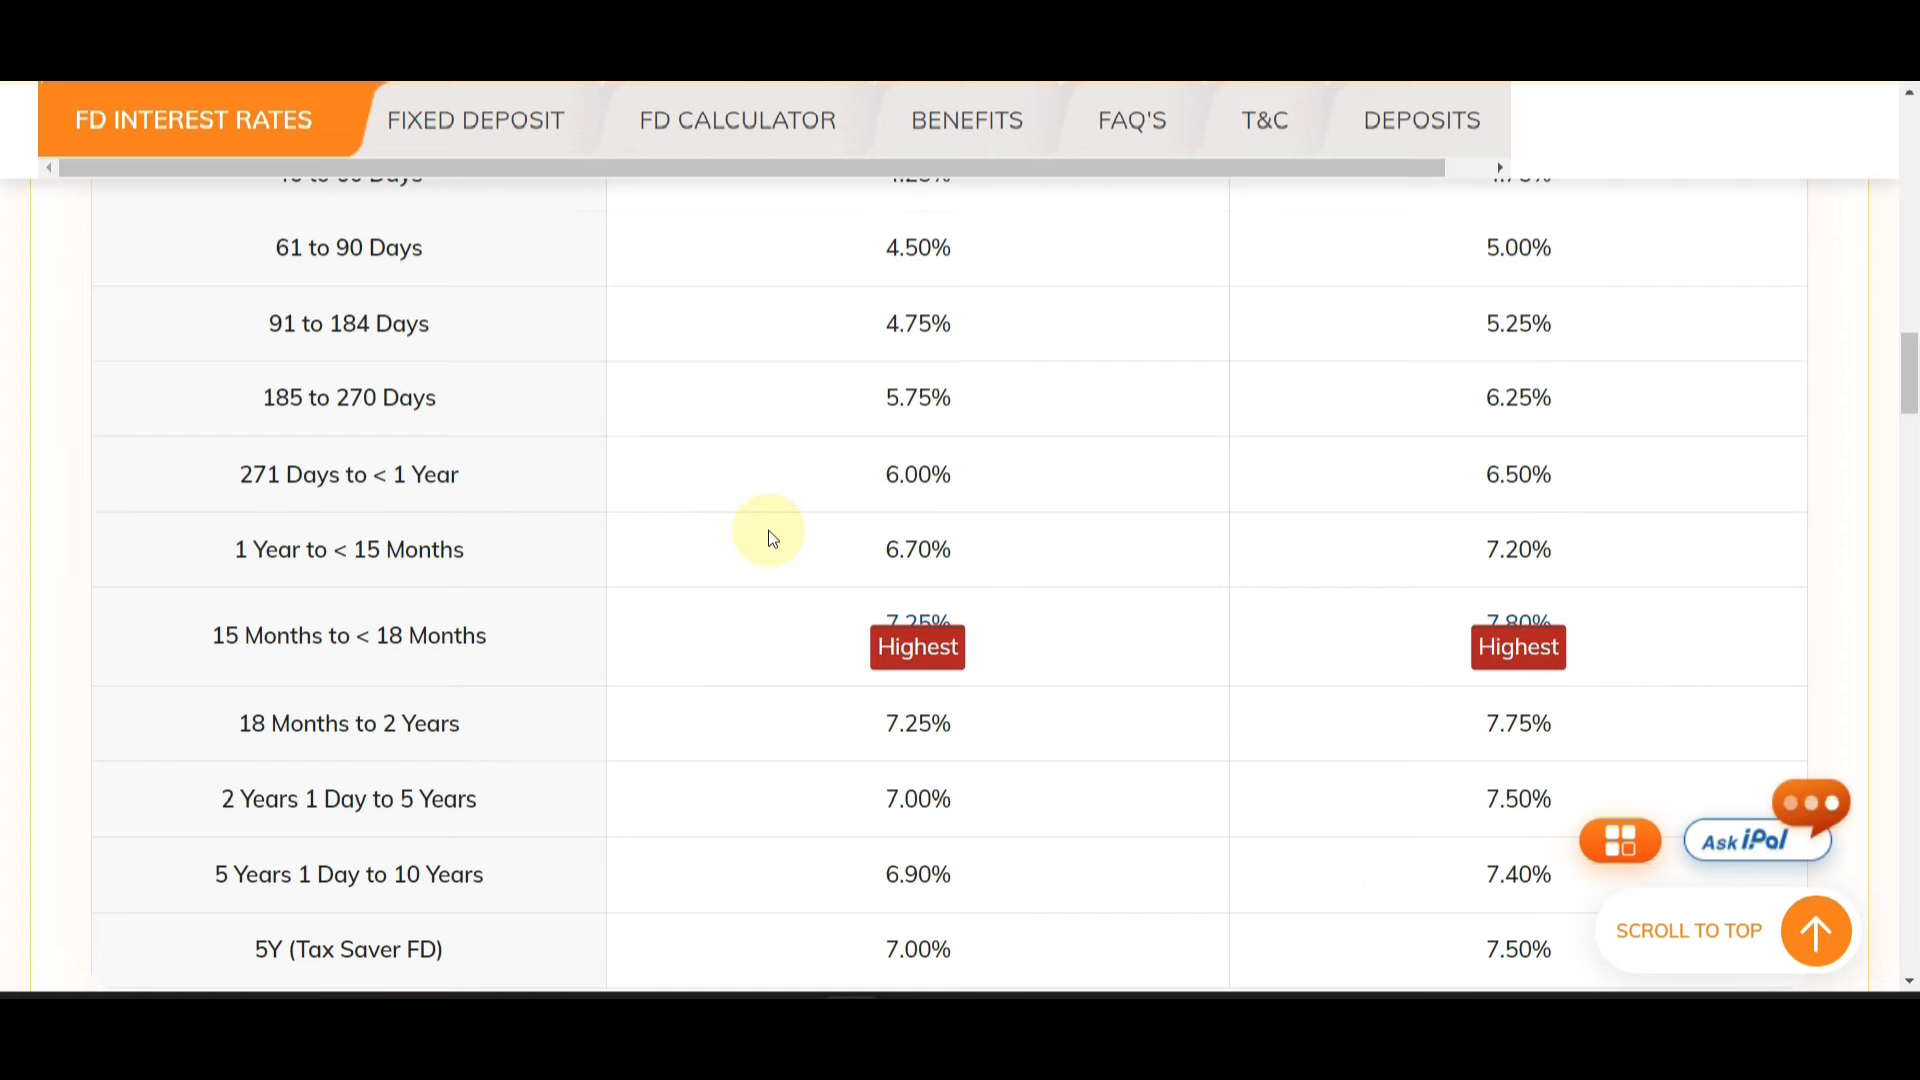 FD INTEREST RATES FIXED DEPOSIT FD CALCULATOR BENEFITS FAQ'S T&C DEPOSITS
61 to 90 Days 4.50% 5.00%
91 to 184 Days 4.75% 5.25%
185 to 270 Days 5.75% 6.25%
271 Days to < 1 Year 6.00% 6.50%
1 Year to < 15 Months 6.70% 7.20%
7.25% 7.80%
15 Months to < 18 Months Highest Highest
18 Months to 2 Years 7.25% 7.75%
2 Years 1 Day to 5 Years 7.00% 7.50%
Ask iPal
5 Years 1 Day to 10 Years 6.90% 7.40%
SCROLL TO TOP
5Y (Tax Saver FD) 7.00% 7.50%